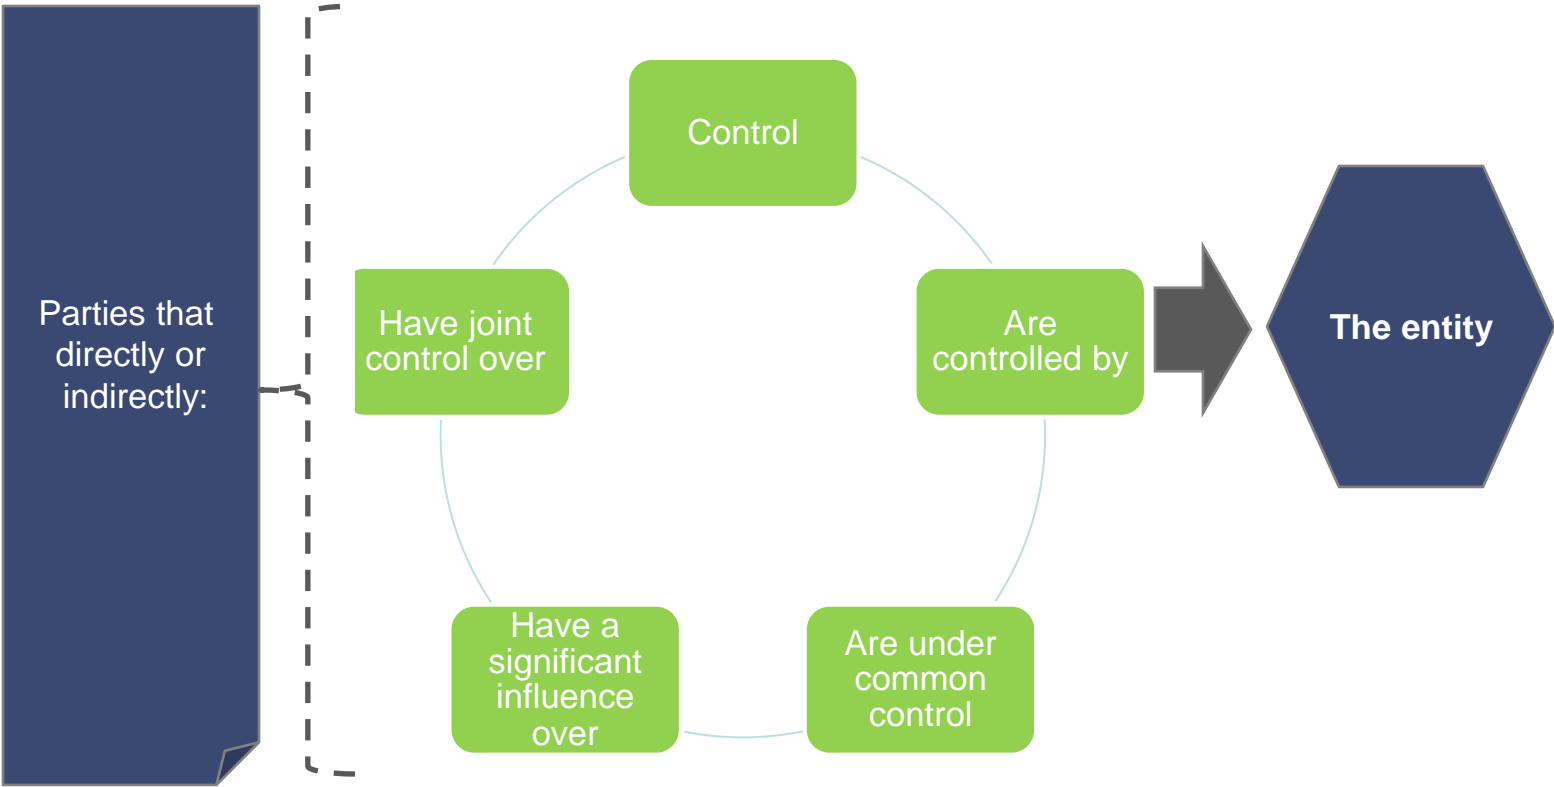 Parties that
directly or
indirectly:
Control
Have joint
control over
Are
controlled by
Have a
significant
influence
over
Are under
common
control
The entity